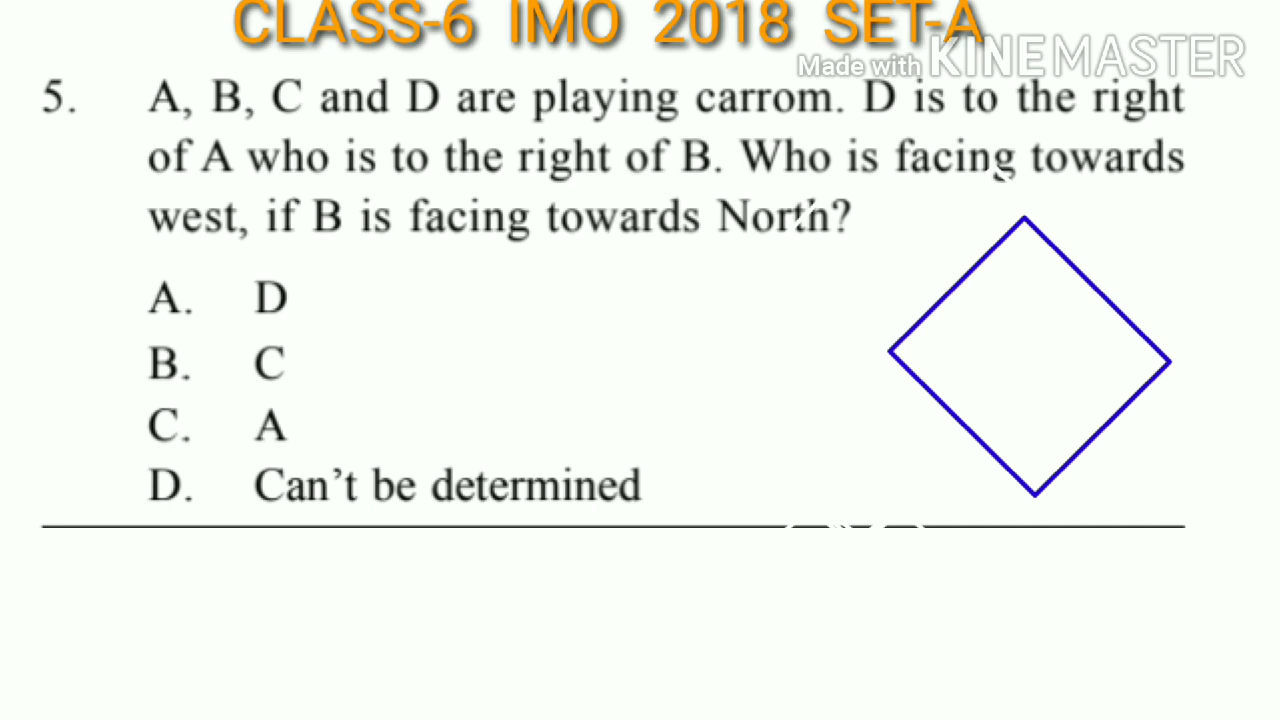 CLASS-6 IMO 2018 SET-A
Made with KINEMASTER
5. A, B, C and D are playing carrom. D is to the right
of A who is to the right of B. Who is facing towards
west, if B is facing towards North?
A. D
B. C
C. A
D. Can't be determined